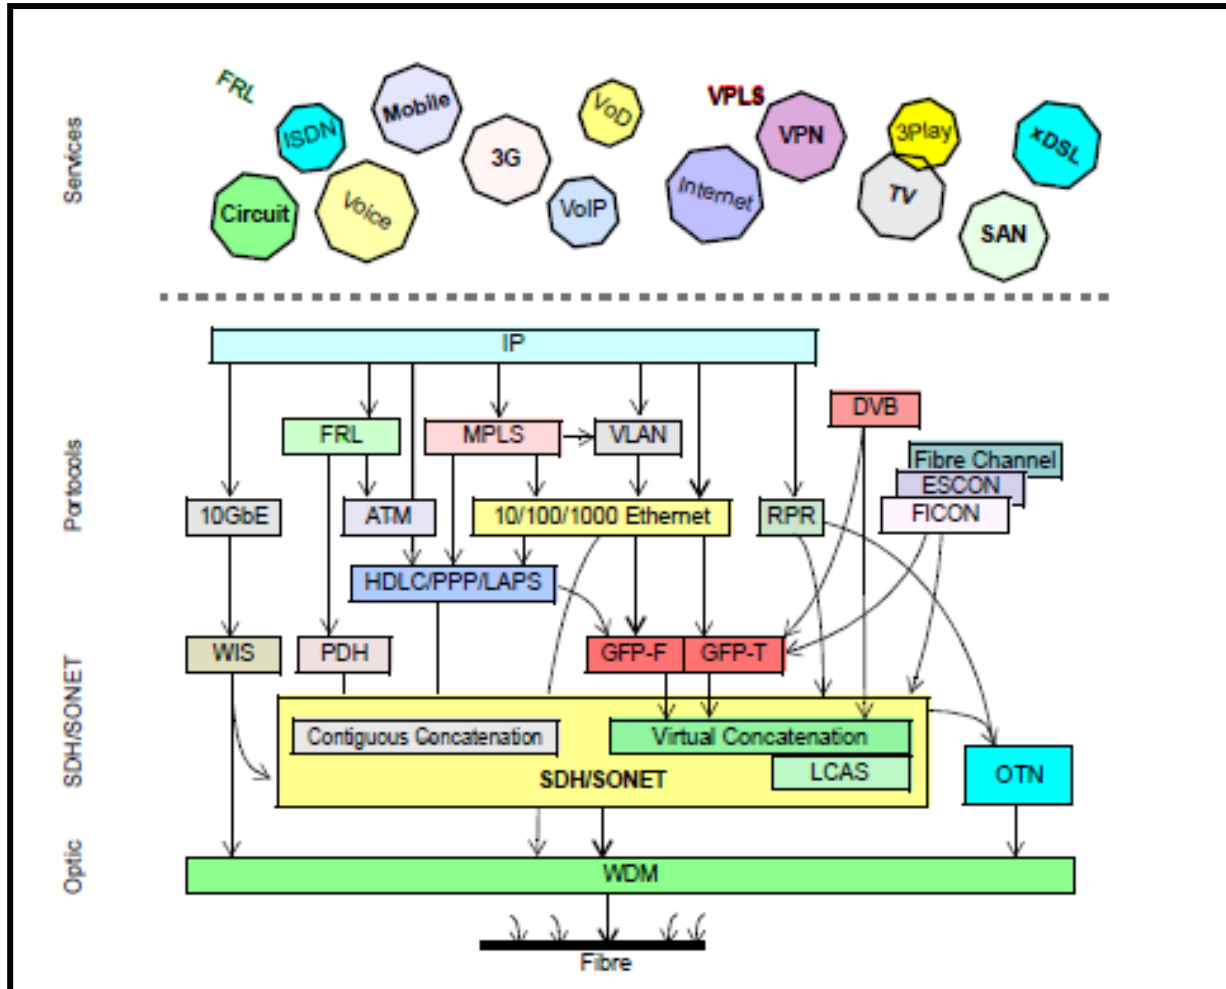 Services
FRL
ISDN
Mobile
VoD
VPLS
VPN
3Play
xDSL
Circuit
Voice
3G
VoIP
Internet
TV
SAN
Portocols
IP
DVB
FRL
MPLS
VLAN
Fibre Channel
ESCON
FICON
10GbE
ATM
10/100/1000 Ethernet
RPR
HDLC/PPP/LAPS
SDH/SONET
WIS
PDH
GFP-F
GFP-T
Contiguous Concatenation
Virtual Concatenation
LCAS
SDH/SONET
OTN
Optic
WDM
Fibre